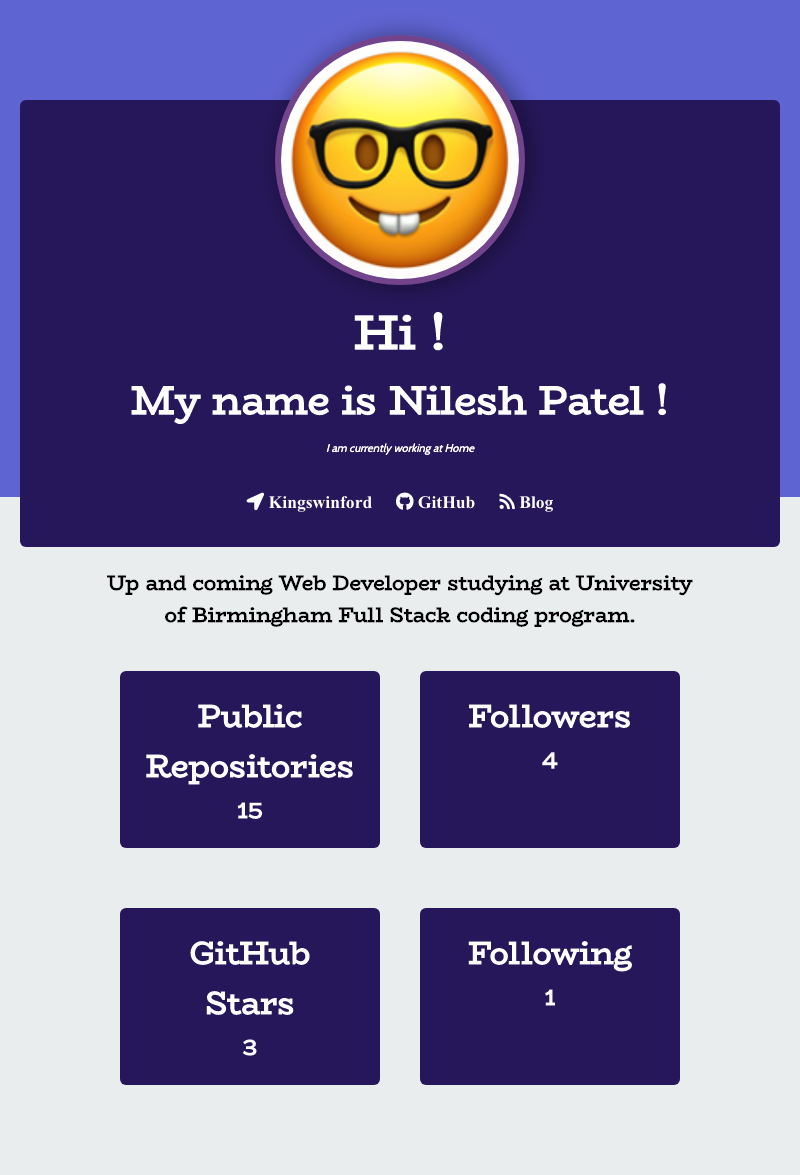 Hi !
My name is Nilesh Patel !
I am currently working at Home
Kingswinford GitHub Blog
Up and coming Web Developer studying at University
of Birmingham Full Stack coding program.
Public
Repositories
15
Followers
4
GitHub
Stars
3
Following
1